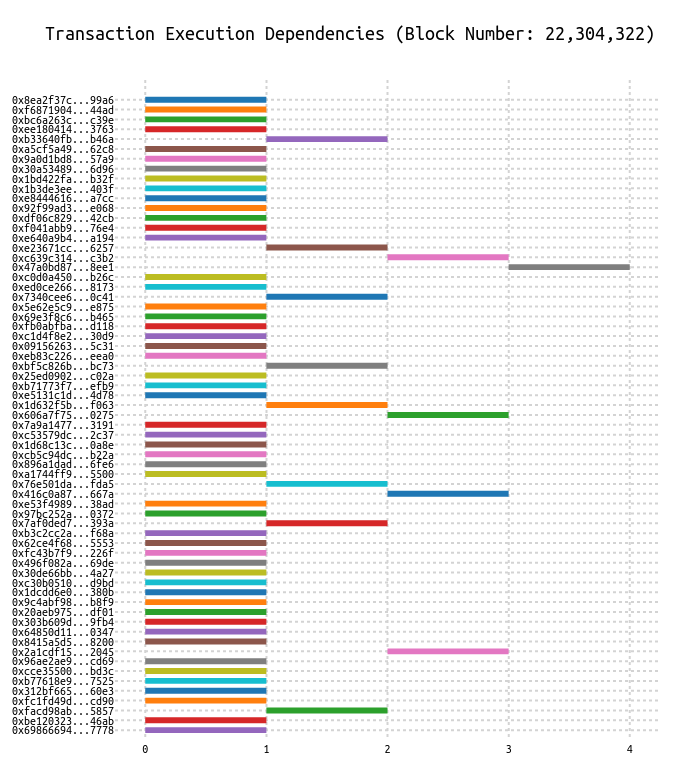 Transaction Execution Dependencies (Block Number: 22,304,322)
0x8ea2f37c...99a6
0xf6871904...44ad
0xbc6a263c...c39e
0xee180414...3763
0xb33640fb...b46a
0xa5cf5a49...62c8
0x9a0d1bd8...57a9
0x30a53489...6d96
0x1bd422fa...b32f
0x1b3de3ee...403f
0xe8444616...a7cc
0x92f99ad3...e068
0xdf06c829...42cb
0xf041abb9...76e4
0xe640a9b4...a194
0xe23671cc...6257
0xc639c314...c3b2
0x47a0bd87...8ee1
0xc0d0a450...b26c
0xed0ce266...8173
0x7340cee6...0c41
0x5e62e5c9...e875
0x69e3f8c6...b465
0xfb0abfba...d118
0xc1d4f8e2...30d9
0x09156263...5c31
0xeb83c226...eea0
0xbf5c826b...bc73
0x25ed0902...c02a
0xb71773f7...efb9
0xe5131c1d...4d78
0x1d632f5b...f063
0x606a7f75...0275
0x7a9a1477...3191
0xc53579dc...2c37
0x1d68c13c...0a8e
0xcb5c94dc...b22a
0x896a1dad...6fe6
0xa1744ff9...5500
0x76e501da...fda5
0x416c0a87...667a
0xe53f4989...38ad
0x97bc252a...0372
0x7af0ded7...393a
0xb3c2cc2a...f68a
0x62ce4f68...5553
0xfc43b7f9...226f
0x496f082a...69de
0x30de66bb...4a27
0xc30b0510...d9bd
0x1dcdd6e0...380b
0x9c4abf98...b8f9
0x20aeb975...df01
0x303b609d...9fb4
0x64850d11...0347
0x8415a5d5...8200
0x2a1cdf15...2045
0x96ae2ae9...cd69
0xcce35500...bd3c
0xb77618e9...7525
0x312bf665...60e3
0xfc1fd49d...cd90
0xfacd98ab...5857
0xbe120323...46ab
0x69866694...7778
0 1 2 3 4